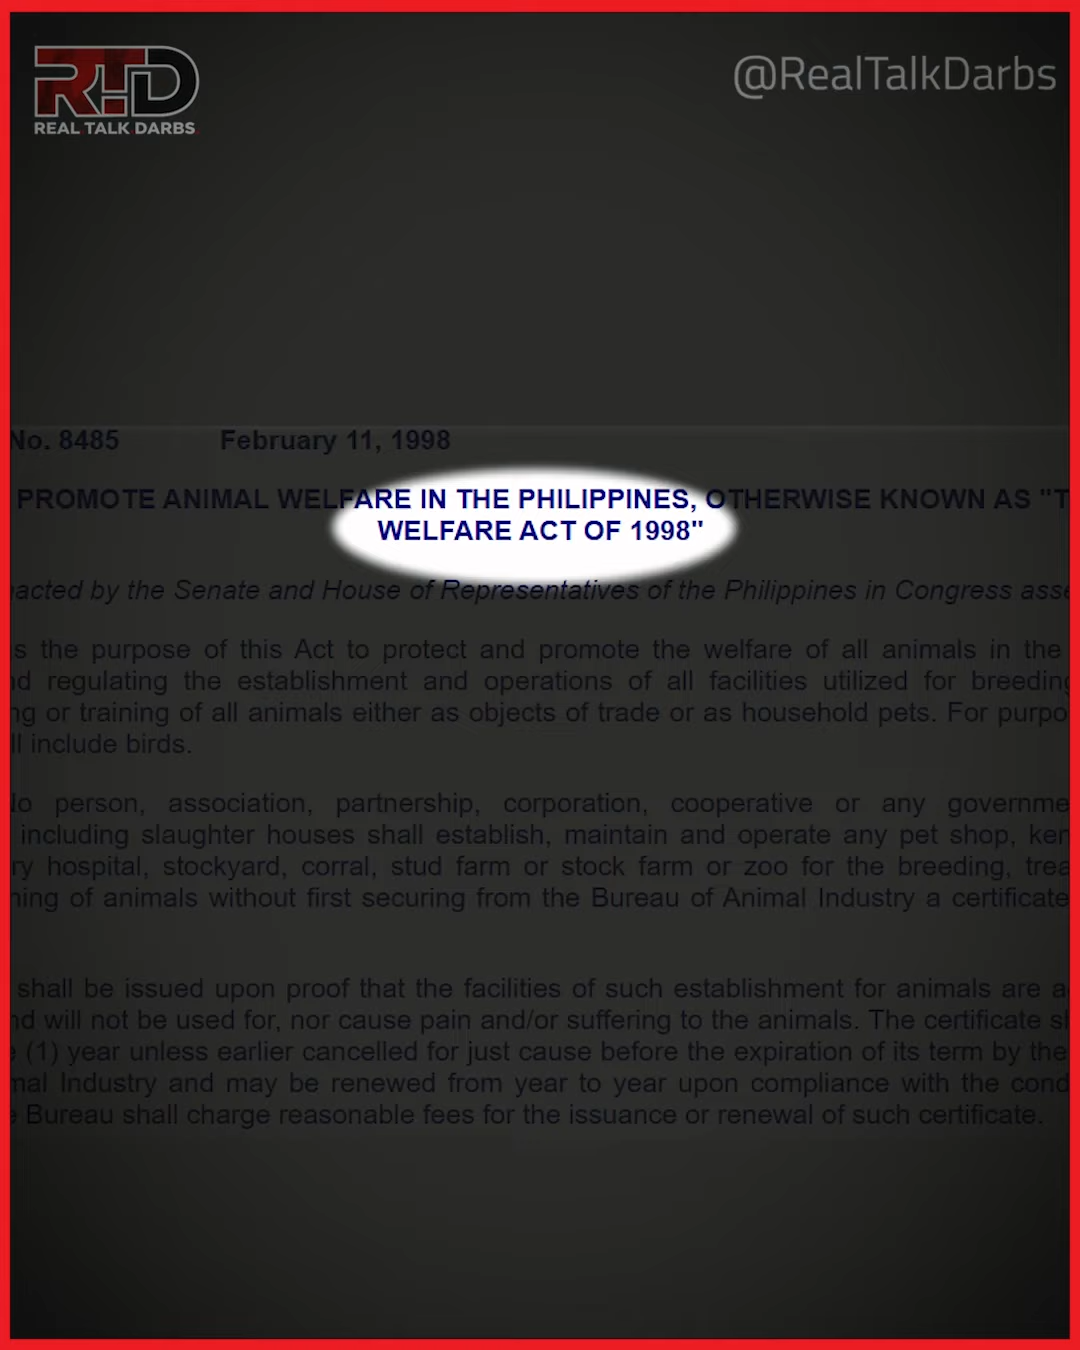 RTD
REAL TALK DARBS
@RealTalkDarbs
No. 8485 February 11, 1998
PROMOTE ANIMAL WELFARE IN THE PHILIPPINES, OTHERWISE KNOWN AS "T
WELFARE ACT OF 1998"
acted by the Senate and House of Representatives of the Philippines in Congress asse
s the purpose of this Act to protect and promote the welfare of all animals in the
d regulating the establishment and operations of all facilities utilized for breeding
ng or training of all animals either as objects of trade or as household pets. For purpo
ll include birds.
No person, association, partnership, corporation, cooperative or any governme
including slaughter houses shall establish, maintain and operate any pet shop, ken
ry hospital, stockyard, corral, stud farm or stock farm or zoo for the breeding, trea
ning of animals without first securing from the Bureau of Animal Industry a certificate
shall be issued upon proof that the facilities of such establishment for animals are a
nd will not be used for, nor cause pain and/or suffering to the animals. The certificate s
(1) year unless earlier cancelled for just cause before the expiration of its term by the
mal Industry and may be renewed from year to year upon compliance with the cond
Bureau shall charge reasonable fees for the issuance or renewal of such certificate.